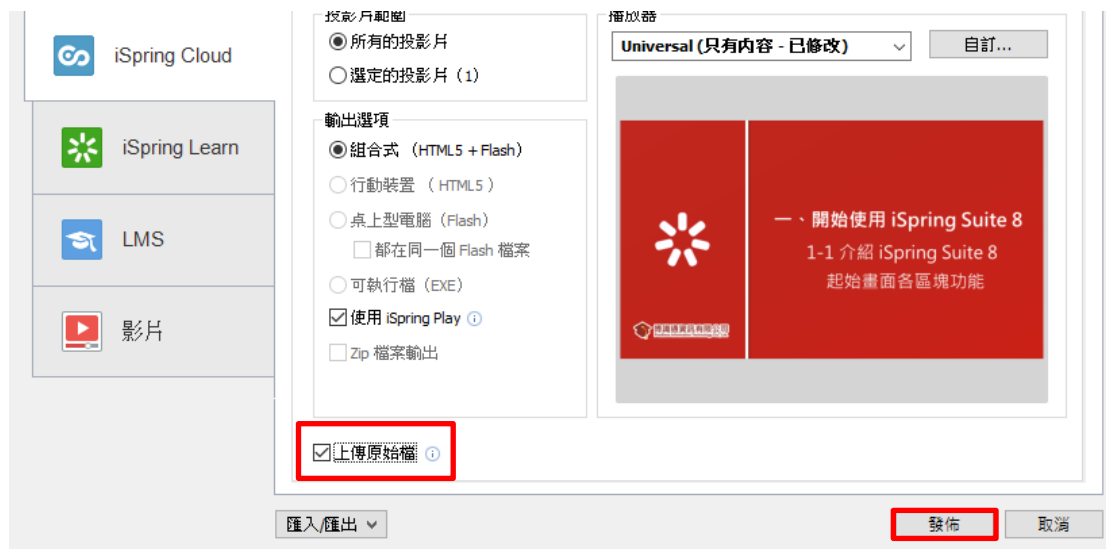 iSpring Cloud
iSpring Learn
LMS
影片
投影片範圍
所有的投影片
選定的投影片（1）
輸出選項
組合式 （HTML5 + Flash）
行動裝置 （ HTML5 ）
桌上型電腦（Flash）
都在同一個 Flash 檔案
可執行檔（EXE）
使用 iSpring Play
Zip 檔案輸出
播放器
Universal (只有内容 - 已修改)
自訂...
一、開始使用 iSpring Suite 8
1-1 介紹 iSpring Suite 8
起始畫面各區塊功能
上傳原始檔
匯入/匯出
發佈
取消